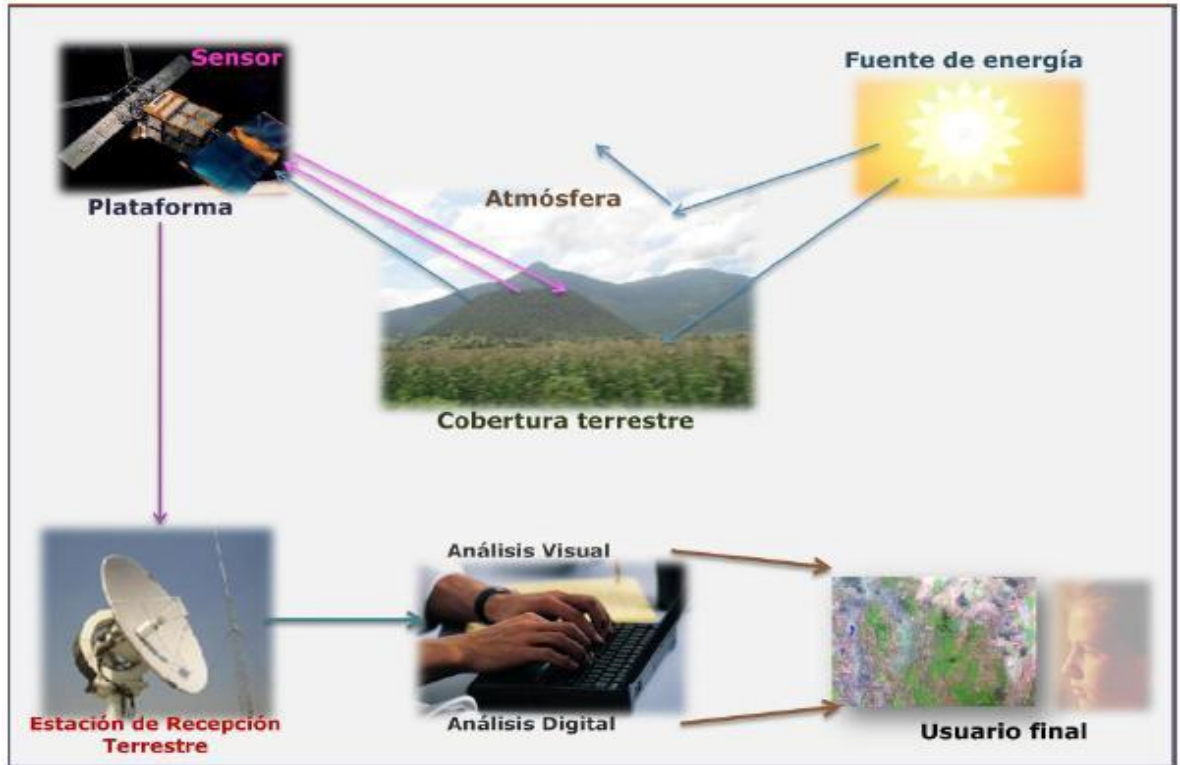 Sensor
Fuente de energía
Plataforma
Atmósfera
Cobertura terrestre
Análisis Visual
Estación de Recepción
Terrestre
Análisis Digital
Usuario final